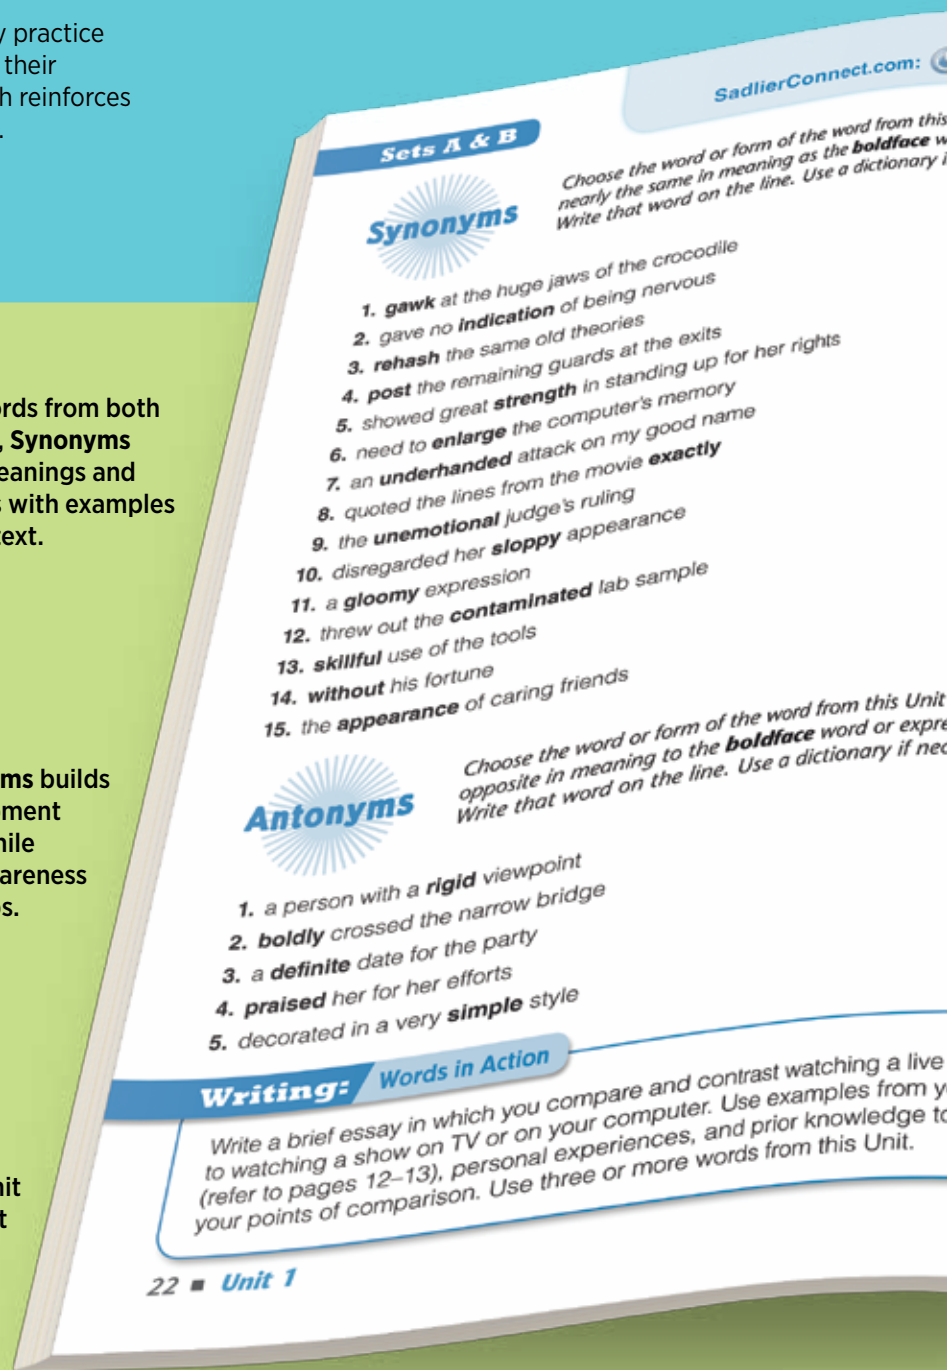 y practice
their
h reinforces
.
ords from both
, Synonyms
eanings and
s with examples
text.
ms builds
pment
hile
areness
os.
nit
t
SadlierConnect.com:
Sets A & B
Synonyms
Choose the word or form of the word from this
nearly the same in meaning as the boldface w
Write that word on the line. Use a dictionary i
1. gawk at the huge jaws of the crocodile
2. gave no indication of being nervous
3. rehash the same old theories
4. post the remaining guards at the exits
5. showed great strength in standing up for her rights
6. need to enlarge the computer's memory
7. an underhanded attack on my good name
8. quoted the lines from the movie exactly
9. the unemotional judge's ruling
10. disregarded her sloppy appearance
11. a gloomy expression
12. threw out the contaminated lab sample
13. skillful use of the tools
14. without his fortune
15. the appearance of caring friends
Antonyms
Choose the word or form of the word from this Unit
opposite in meaning to the boldface word or expre
Write that word on the line. Use a dictionary if nec
1. a person with a rigid viewpoint
2. boldly crossed the narrow bridge
3. a definite date for the party
4. praised her for her efforts
5. decorated in a very simple style
Writing: Words in Action
Write a brief essay in which you compare and contrast watching a live
to watching a show on TV or on your computer. Use examples from y
(refer to pages 12–13), personal experiences, and prior knowledge to
your points of comparison. Use three or more words from this Unit.
22 ■ Unit 1